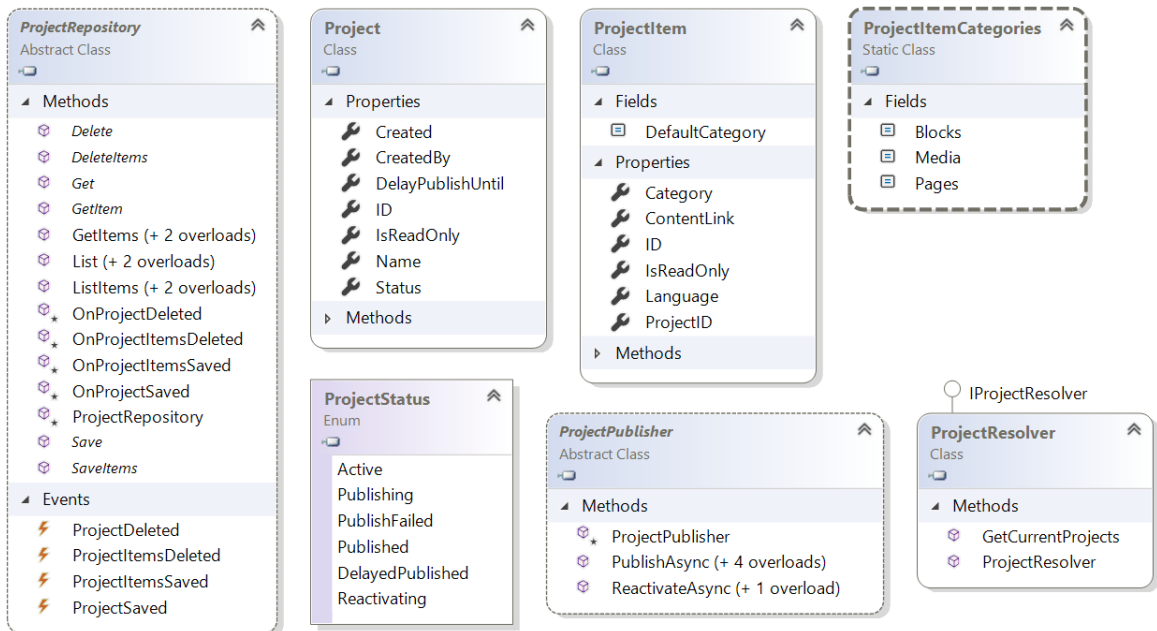 ProjectRepository
Abstract Class
Methods
Delete
DeleteItems
Get
GetItem
GetItems (+ 2 overloads)
List (+ 2 overloads)
ListItems (+ 2 overloads)
OnProjectDeleted
OnProjectItemsDeleted
OnProjectItemsSaved
OnProjectSaved
ProjectRepository
Save
SaveItems
Events
ProjectDeleted
ProjectItemsDeleted
ProjectItemsSaved
ProjectSaved
Project
Class
Properties
Created
CreatedBy
DelayPublishUntil
ID
IsReadOnly
Name
Status
Methods
ProjectItem
Class
Fields
DefaultCategory
Properties
Category
ContentLink
ID
IsReadOnly
Language
ProjectID
Methods
ProjectItemCategories
Static Class
Fields
Blocks
Media
Pages
ProjectStatus
Enum
Active
Publishing
PublishFailed
Published
DelayedPublished
Reactivating
ProjectPublisher
Abstract Class
Methods
ProjectPublisher
PublishAsync (+ 4 overloads)
ReactivateAsync (+ 1 overload)
IProjectResolver
ProjectResolver
Class
Methods
GetCurrentProjects
ProjectResolver